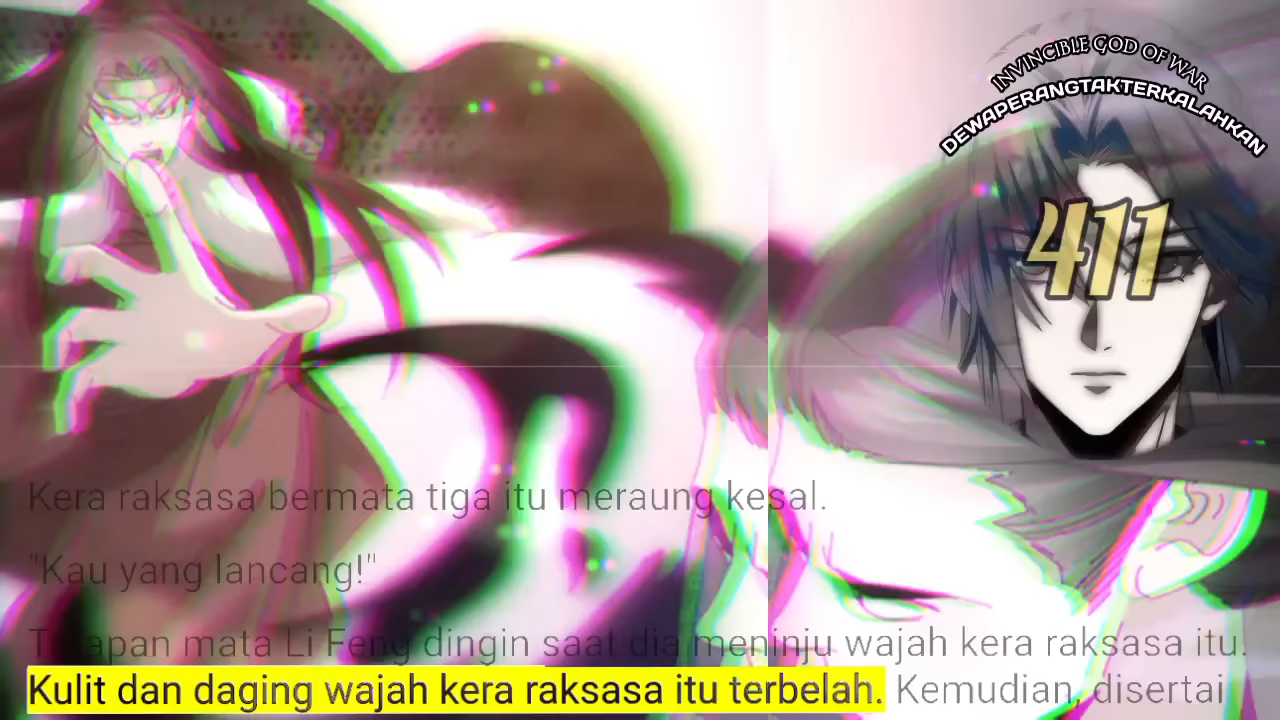 INVINCIBLE GOD OF WAR
DEWAPERANGTAKTERKALAHKAN
411
Kera raksasa bermata tiga itu meraung kesal.
"Kau yang lancang!"
mata Li Feng dingin saat dia meninju wajah kera raksasa itu.
Kulit dan daging wajah kera raksasa itu terbelah. Kemudian, disertai